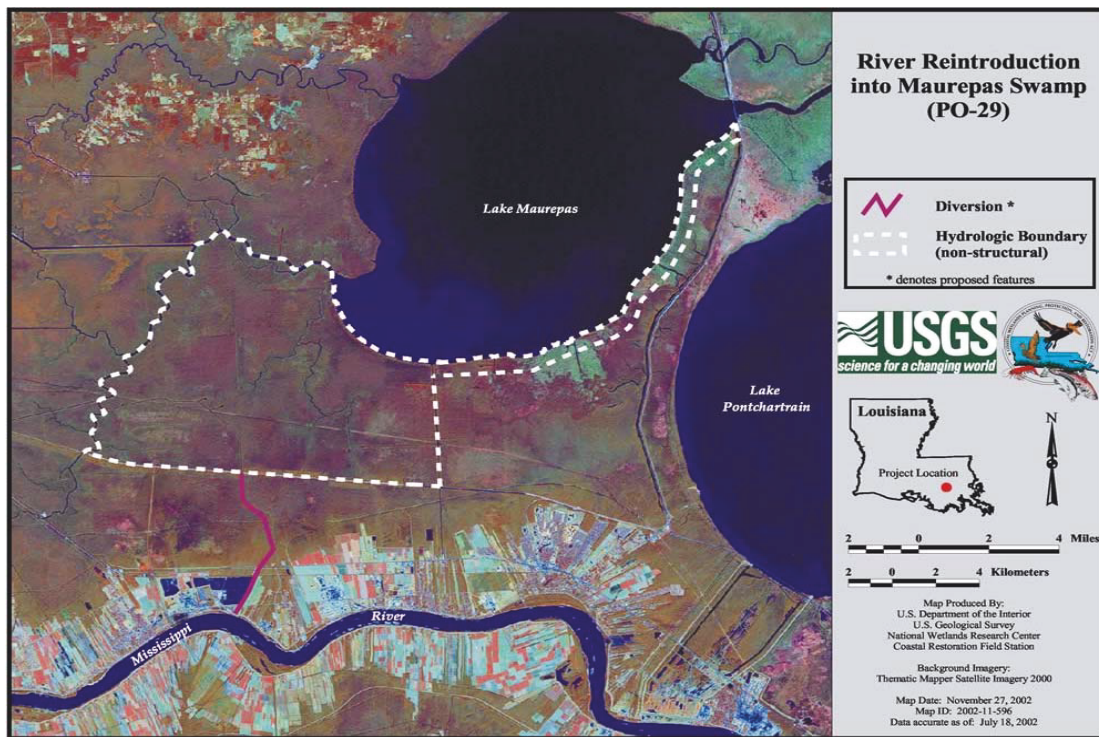 River Reintroduction
into Maurepas Swamp
(PO-29)
Diversion *
Hydrologic Boundary
(non-structural)
* denotes proposed features
USGS
science for a changing world
Louisiana
N
Project Location
2 0 2 4 Miles
2 0 2 4 Kilometers
Map Produced By:
U.S. Department of the Interior
U.S. Geological Survey
National Wetlands Research Center
Coastal Restoration Field Station
Background Imagery:
Thematic Mapper Satellite Imagery 2000
Map Date: November 27, 2002
Map ID: 2002-11-596
Data accurate as of: July 18, 2002
Lake Maurepas
Lake
Pontchartrain
Mississippi
River